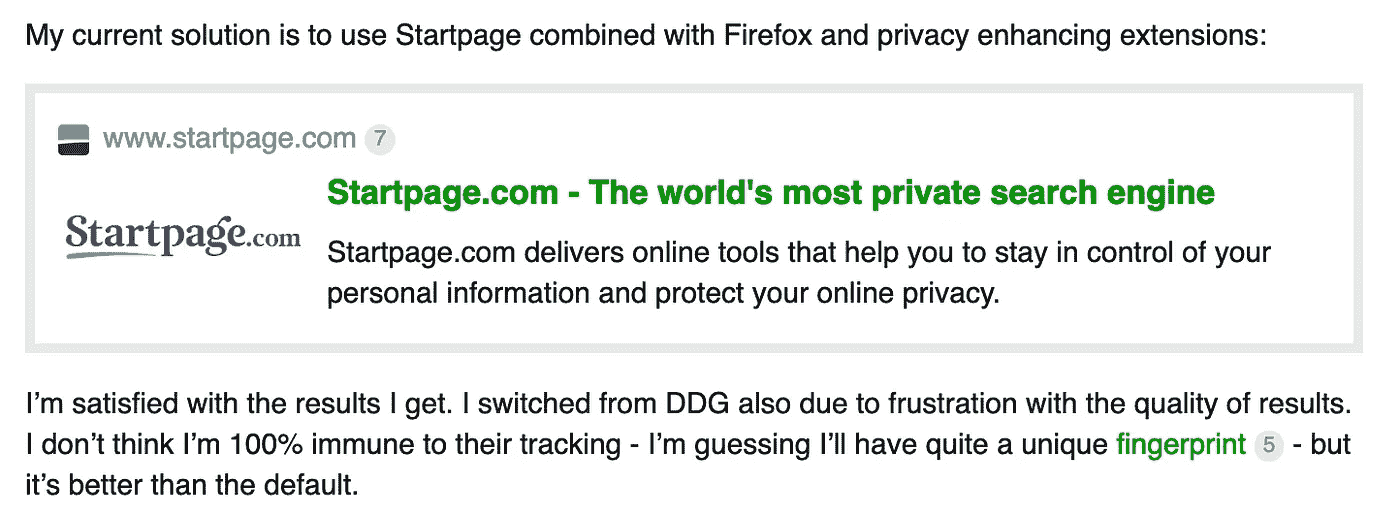 My current solution is to use Startpage combined with Firefox and privacy enhancing extensions:
www.startpage.com 7
Startpage.com - The world's most private search engine
Startpage.com
Startpage.com delivers online tools that help you to stay in control of your
personal information and protect your online privacy.
I’m satisfied with the results I get. I switched from DDG also due to frustration with the quality of results.
I don’t think I’m 100% immune to their tracking - I’m guessing I’ll have quite a unique fingerprint 5 - but
it’s better than the default.